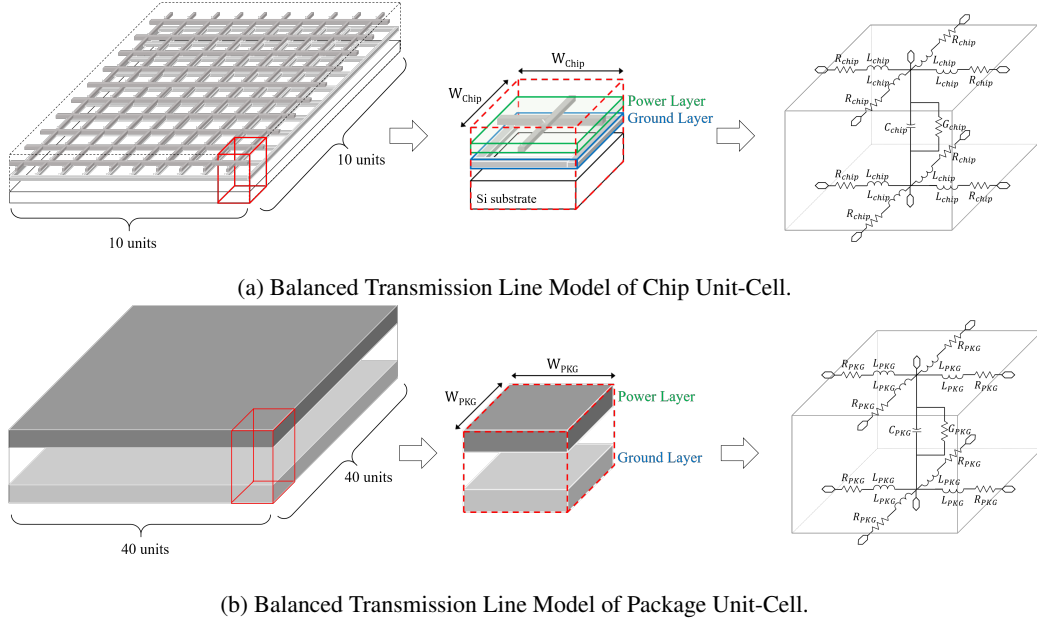 W_Chip
W_Chip
Power Layer
Ground Layer
Si substrate
10 units
10 units
R_chip
R_chip L_chip L_chip
L_chip L_chip R_chip
R_chip
C_chip G_chip
R_chip
R_chip L_chip L_chip
L_chip L_chip R_chip
R_chip
(a) Balanced Transmission Line Model of Chip Unit-Cell.
W_PKG
W_PKG
Power Layer
Ground Layer
40 units
40 units
R_PKG
R_PKG L_PKG L_PKG
L_PKG L_PKG R_PKG
R_PKG
C_PKG G_PKG
R_PKG
R_PKG L_PKG L_PKG R_PKG
L_PKG L_PKG
R_PKG
(b) Balanced Transmission Line Model of Package Unit-Cell.